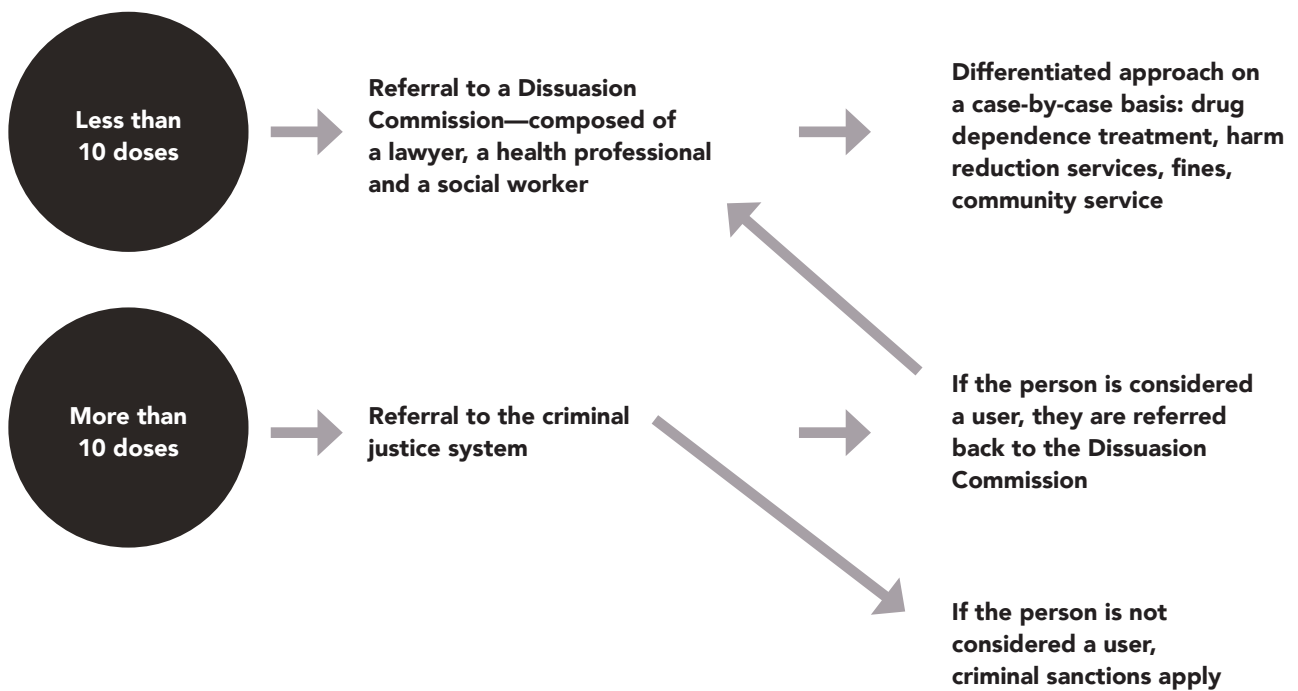 Less than
10 doses
Referral to a Dissuasion
Commission—composed of
a lawyer, a health professional
and a social worker
Differentiated approach on
a case-by-case basis: drug
dependence treatment, harm
reduction services, fines,
community service
More than
10 doses
Referral to the criminal
justice system
If the person is considered
a user, they are referred
back to the Dissuasion
Commission
If the person is not
considered a user,
criminal sanctions apply